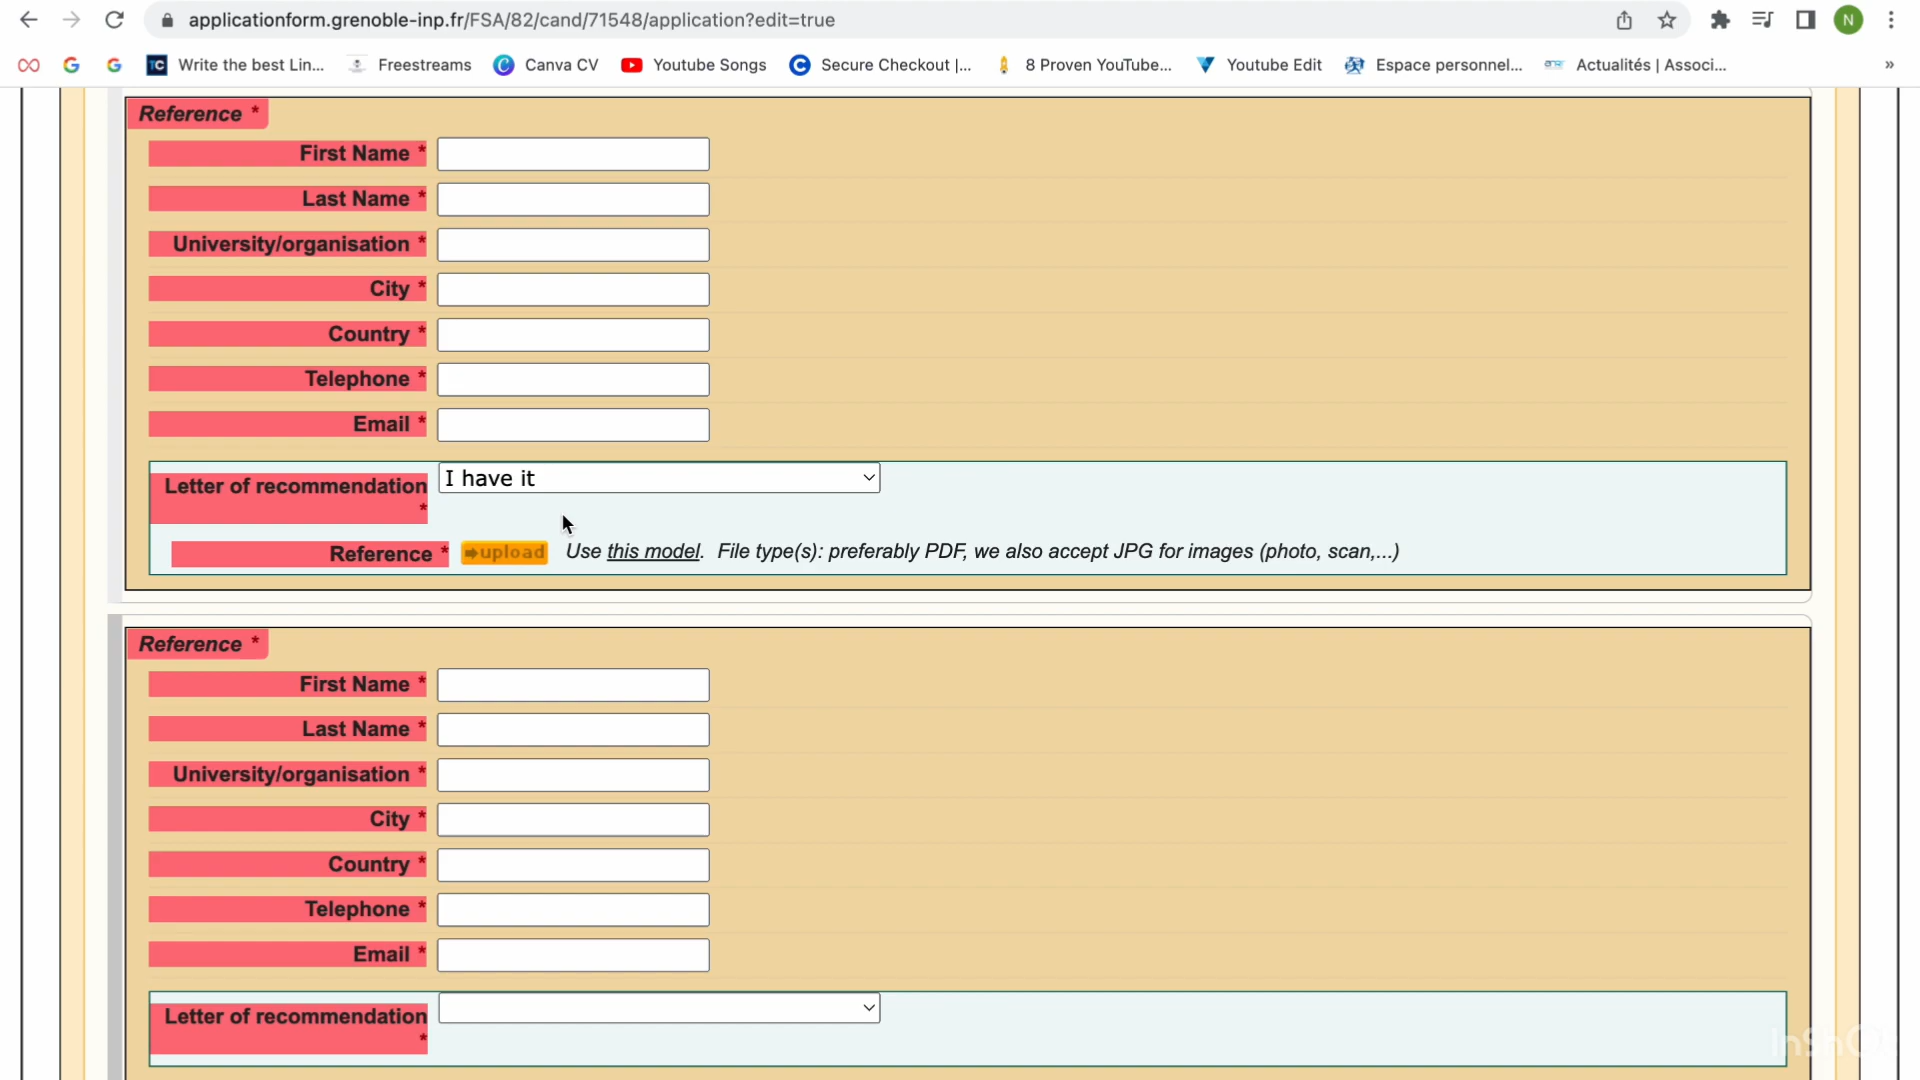 applicationform.grenoble-inp.fr/FSA/82/cand/71548/application?edit=true
N
Write the best Lin...
Freestreams
Canva CV
Youtube Songs
Secure Checkout |...
8 Proven YouTube...
Youtube Edit
Espace personnel...
Actualités | Associ...
»
Reference *
First Name *
Last Name *
University/organisation *
City *
Country *
Telephone *
Email *
Letter of recommendation * I have it
Reference * upload Use this model. File type(s): preferably PDF, we also accept JPG for images (photo, scan,...)
Reference *
First Name *
Last Name *
University/organisation *
City *
Country *
Telephone *
Email *
Letter of recommendation *
InShOt